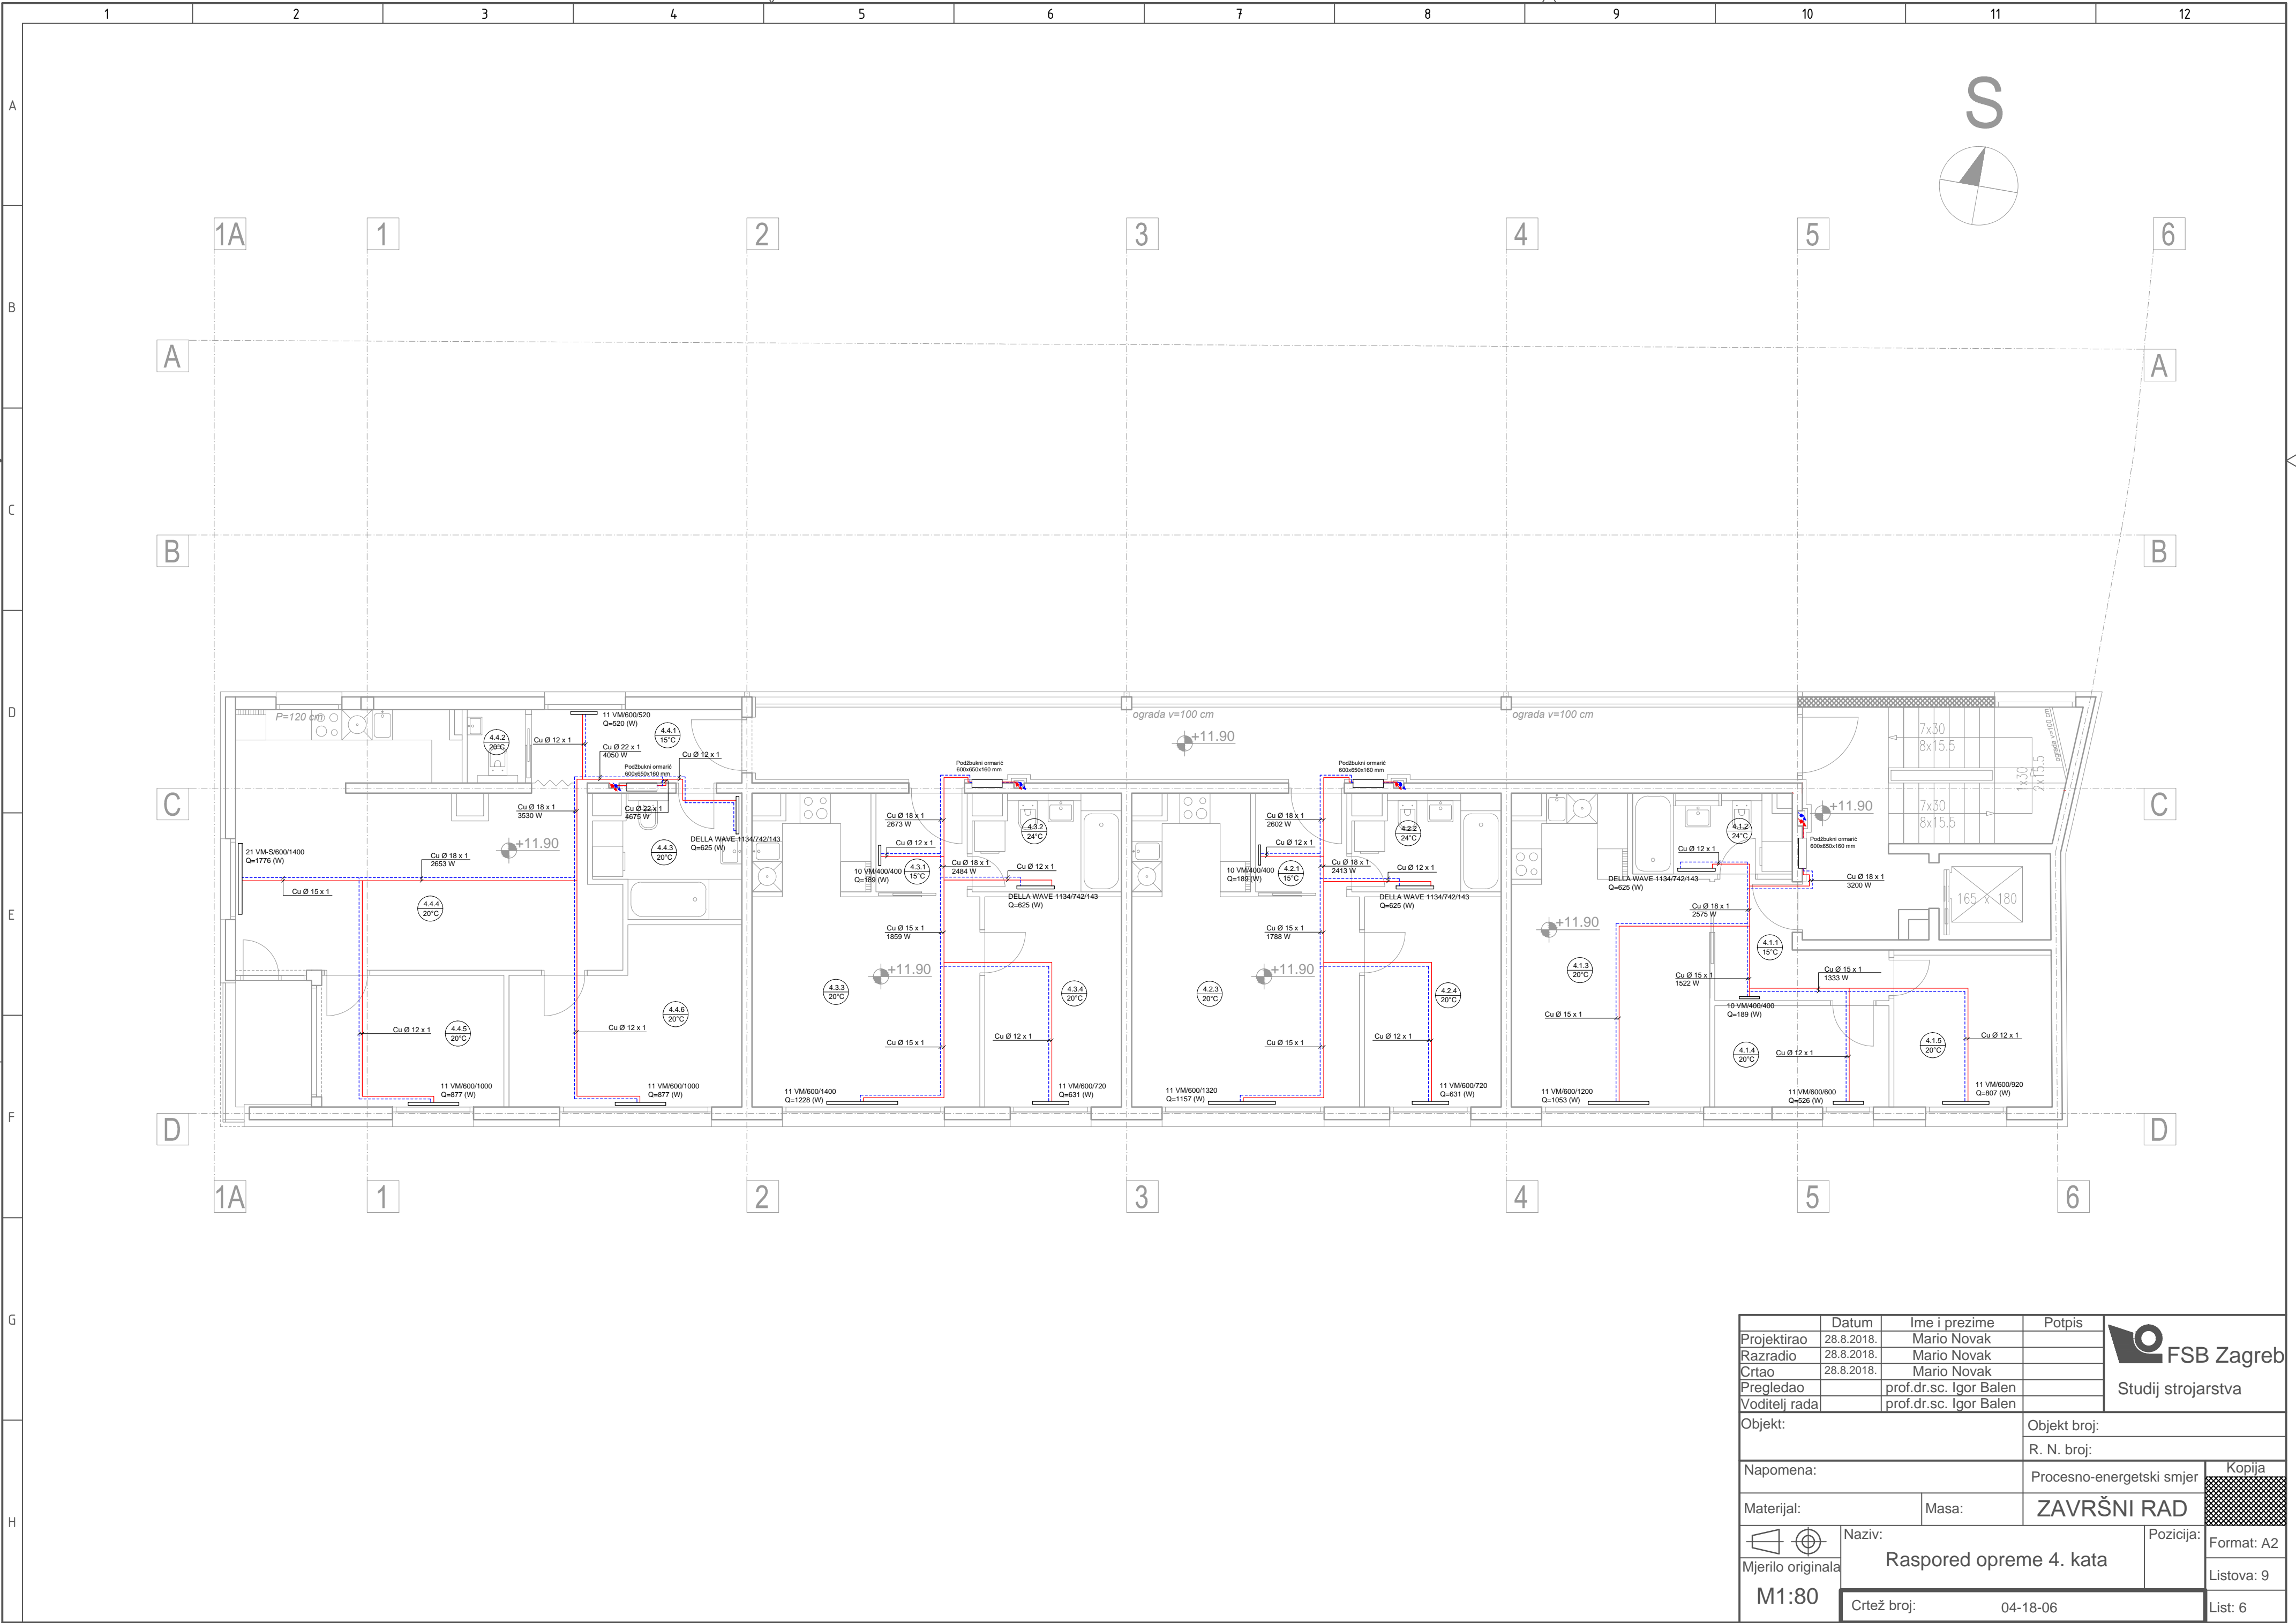 1 2 3 4 5 6 7 8 9 10 11 12
A
B
C
D
E
F
G
H
S
1A 1 2 3 4 5 6
A A
B B
C C
D D
1A 1 2 3 4 5 6
P=120 cm
4.4.2
20°C
Cu Ø 12 x 1
11 VM/600/520
Q=520 (W)
4.4.1
15°C
Cu Ø 22 x 1
4050 W
Cu Ø 12 x 1
Podžbukni ormarić
600x650x160 mm
Cu Ø 18 x 1
3530 W
Cu Ø 22 x 1
4675 W
DELLA WAVE 1134/742/143
Q=625 (W)
4.4.3
20°C
+11.90
21 VM-S/600/1400
Q=1776 (W)
Cu Ø 18 x 1
2653 W
Cu Ø 15 x 1
4.4.4
20°C
4.4.6
20°C
Cu Ø 12 x 1
4.4.5
20°C
Cu Ø 12 x 1
11 VM/600/1000
Q=877 (W)
11 VM/600/1000
Q=877 (W)
Podžbukni ormarić
600x650x160 mm
Cu Ø 18 x 1
2673 W
4.3.2
24°C
Cu Ø 12 x 1
10 VM/400/400
Q=189 (W)
4.3.1
15°C
Cu Ø 18 x 1
2484 W
Cu Ø 12 x 1
DELLA WAVE 1134/742/143
Q=625 (W)
Cu Ø 15 x 1
1859 W
+11.90
4.3.3
20°C
4.3.4
20°C
Cu Ø 15 x 1
Cu Ø 12 x 1
11 VM/600/1400
Q=1228 (W)
11 VM/600/720
Q=631 (W)
ograda v=100 cm
+11.90
Podžbukni ormarić
600x650x160 mm
Cu Ø 18 x 1
2602 W
4.2.2
24°C
Cu Ø 12 x 1
10 VM/400/400
Q=189 (W)
4.2.1
15°C
Cu Ø 18 x 1
2413 W
Cu Ø 12 x 1
DELLA WAVE 1134/742/143
Q=625 (W)
Cu Ø 15 x 1
1788 W
+11.90
4.2.3
20°C
4.2.4
20°C
Cu Ø 15 x 1
Cu Ø 12 x 1
11 VM/600/1320
Q=1157 (W)
11 VM/600/720
Q=631 (W)
ograda v=100 cm
4.1.2
24°C
Cu Ø 12 x 1
DELLA WAVE 1134/742/143
Q=625 (W)
+11.90
Podžbukni ormarić
600x650x160 mm
Cu Ø 18 x 1
3200 W
Cu Ø 18 x 1
2575 W
+11.90
4.1.1
15°C
4.1.3
20°C
Cu Ø 15 x 1
1522 W
Cu Ø 15 x 1
1333 W
10 VM/400/400
Q=189 (W)
Cu Ø 15 x 1
4.1.4
20°C
Cu Ø 12 x 1
4.1.5
20°C
Cu Ø 12 x 1
11 VM/600/1200
Q=1053 (W)
11 VM/600/600
Q=526 (W)
11 VM/600/920
Q=807 (W)
7x30
8x15.5
7x30
8x15.5
1x30
2x15.5
ograda v=100 cm
165 x 180
Datum Ime i prezime Potpis
Projektirao 28.8.2018. Mario Novak
Razradio 28.8.2018. Mario Novak
Crtao 28.8.2018. Mario Novak
Pregledao prof.dr.sc. Igor Balen
Voditelj rada prof.dr.sc. Igor Balen
FSB Zagreb
Studij strojarstva
Objekt:
Objekt broj:
R. N. broj:
Napomena:
Procesno-energetski smjer
Kopija
Materijal:
Masa:
ZAVRŠNI RAD
Naziv:
Raspored opreme 4. kata
Pozicija:
Format: A2
Mjerilo originala
M1:80
Listova: 9
Crtež broj: 04-18-06
List: 6